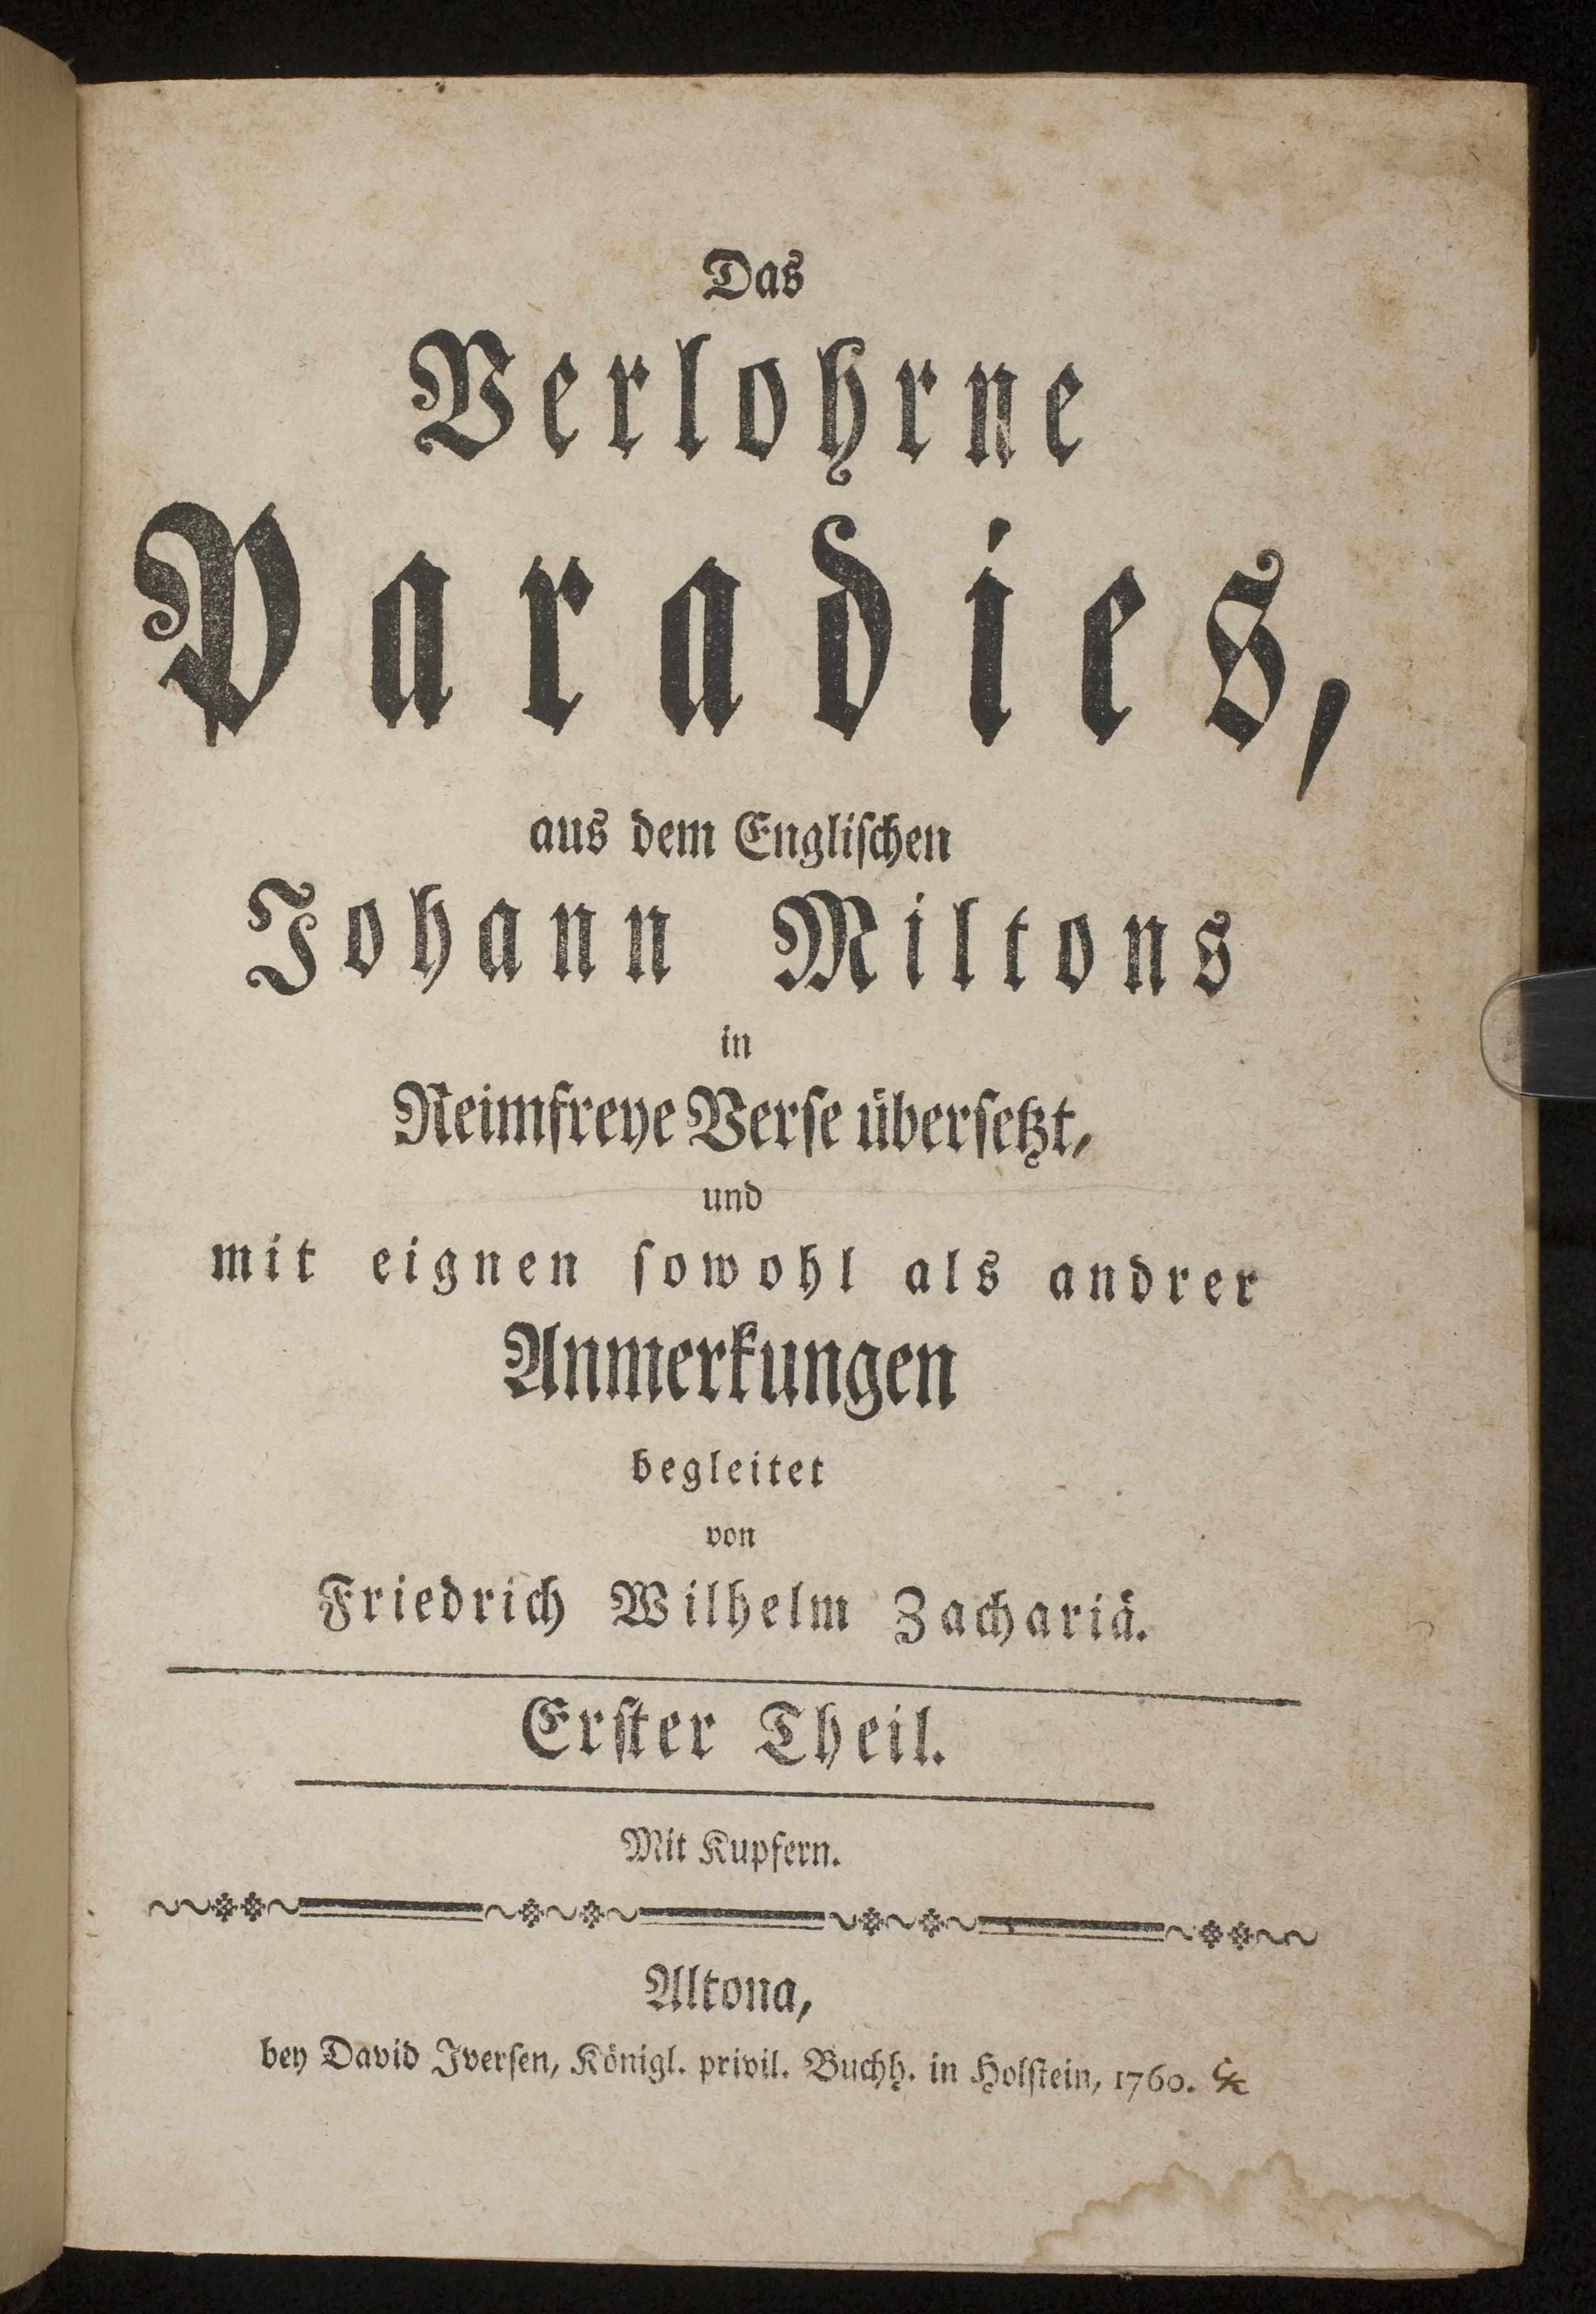 Das
Verlohrne
Paradies,
aus dem Engliſchen
Johann Miltons
in
Reimfreye Verſe überſetzt,
und
mit eignen ſowohl als andrer
Anmerkungen
begleitet
von
Friedrich Wilhelm Zachariä.
Erſter Theil.
Mit Kupfern.
Altona,
bey David Iverſen, Königl. privil. Buchh. in Holſtein, 1760.